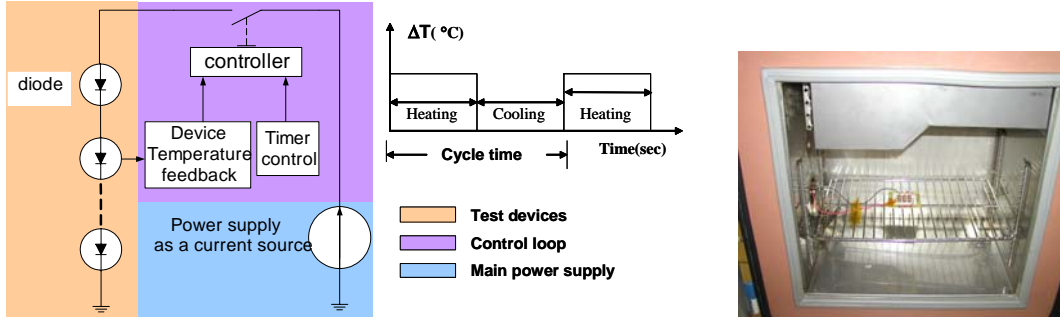 diode
controller
Device
Temperature
feedback
Timer
control
Power supply
as a current source
ΔT( °C)
Heating
Cooling
Heating
Time(sec)
Cycle time
Test devices
Control loop
Main power supply